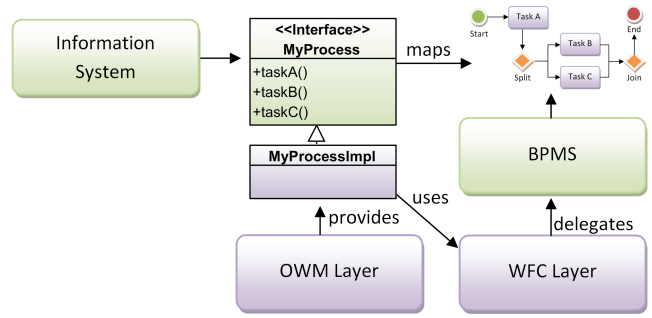 Information
System
<<Interface>>
MyProcess
+taskA()
+taskB()
+taskC()
maps
Start
Task A
Split
Task B
Task C
End
Join
MyProcessImpl
BPMS
uses
provides
delegates
OWM Layer
WFC Layer